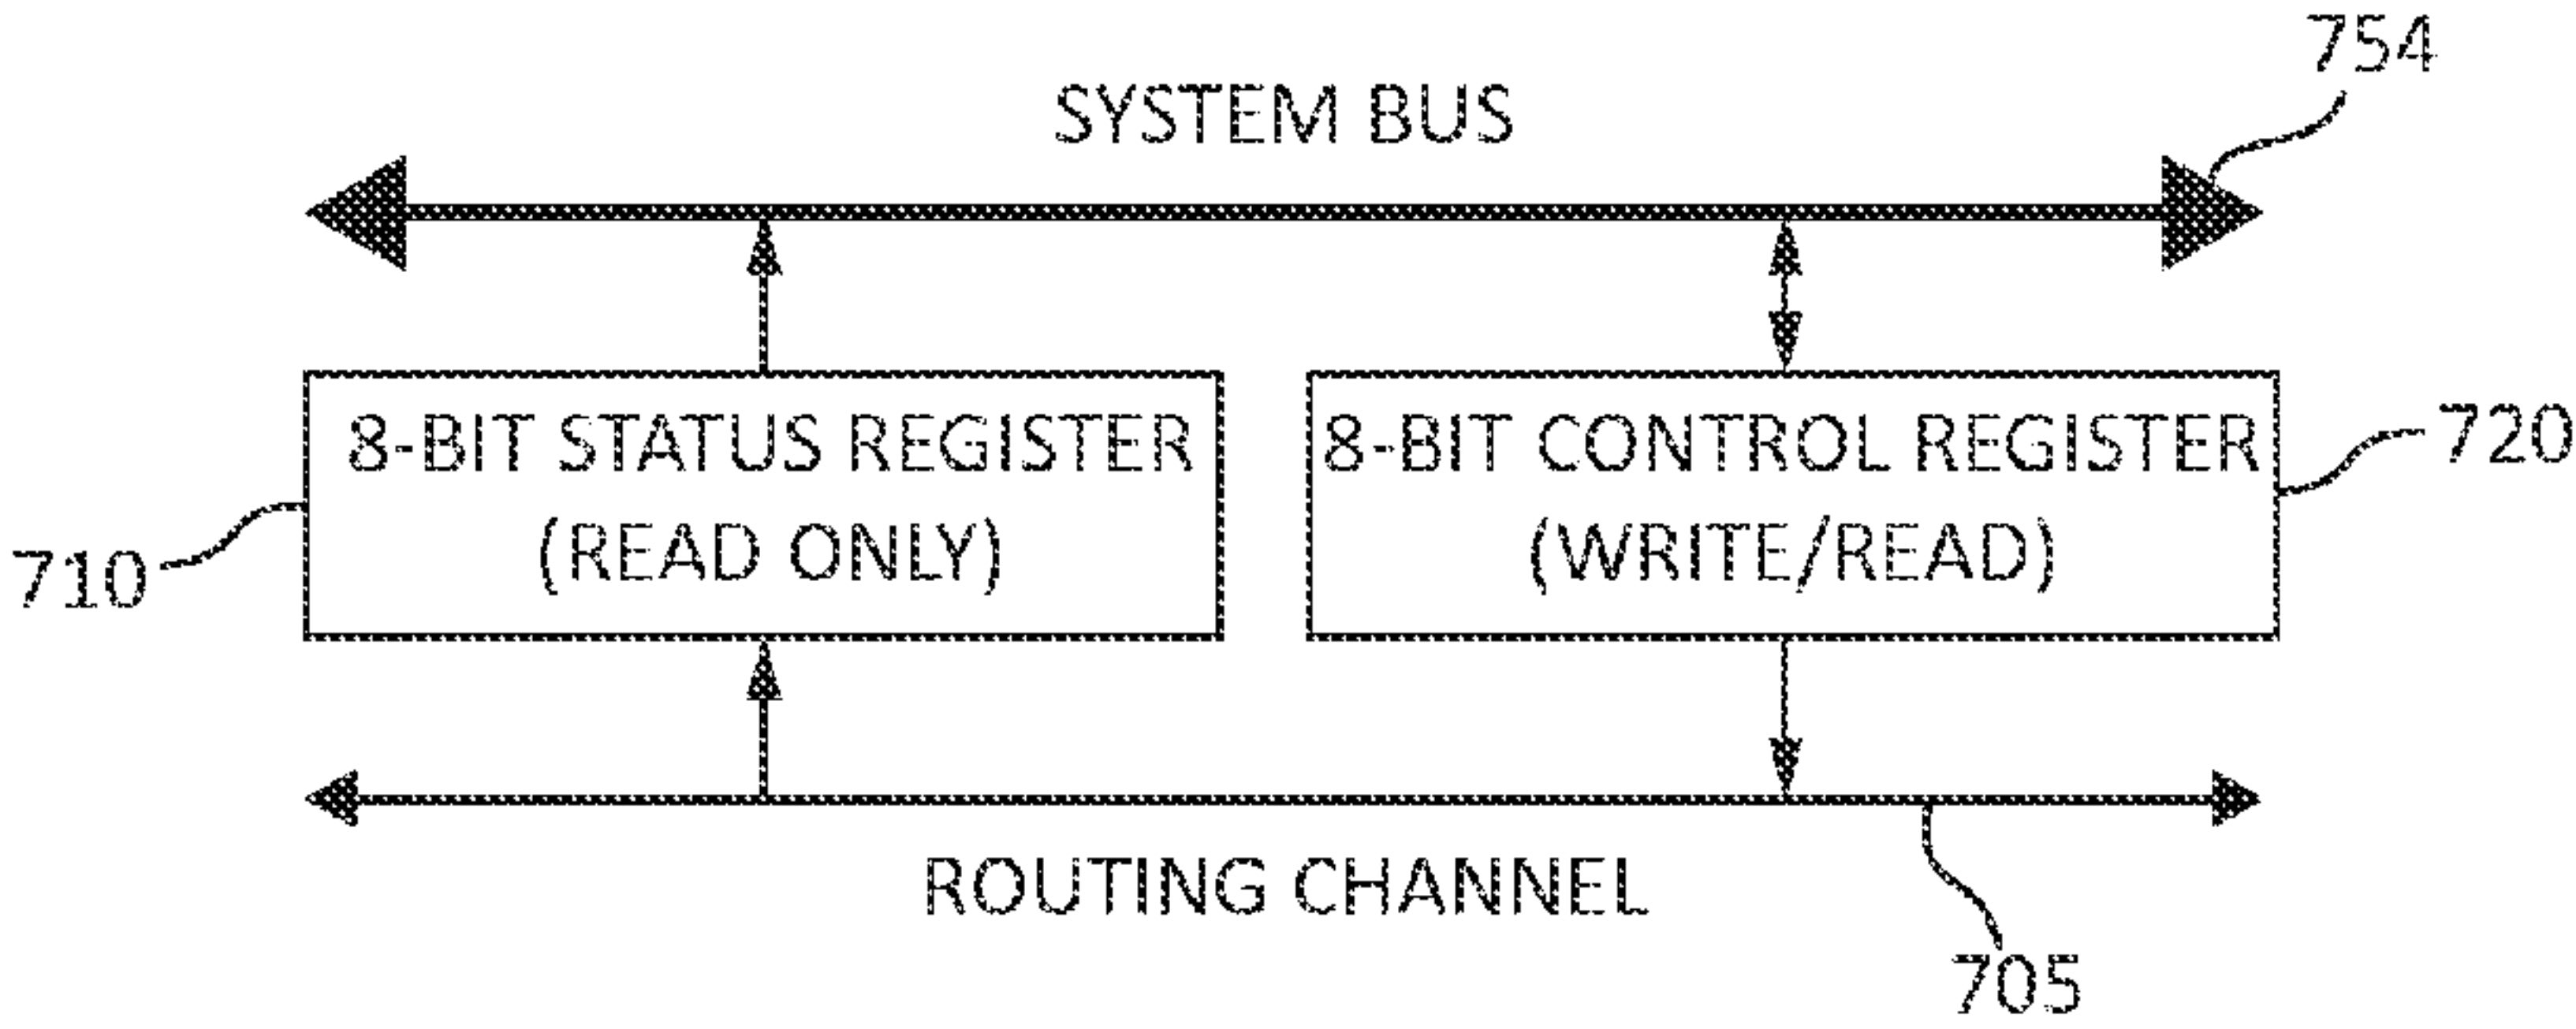 754
SYSTEM BUS
8-BIT STATUS REGISTER
(READ ONLY)
710
8-BIT CONTROL REGISTER
(WRITE/READ)
720
ROUTING CHANNEL
705